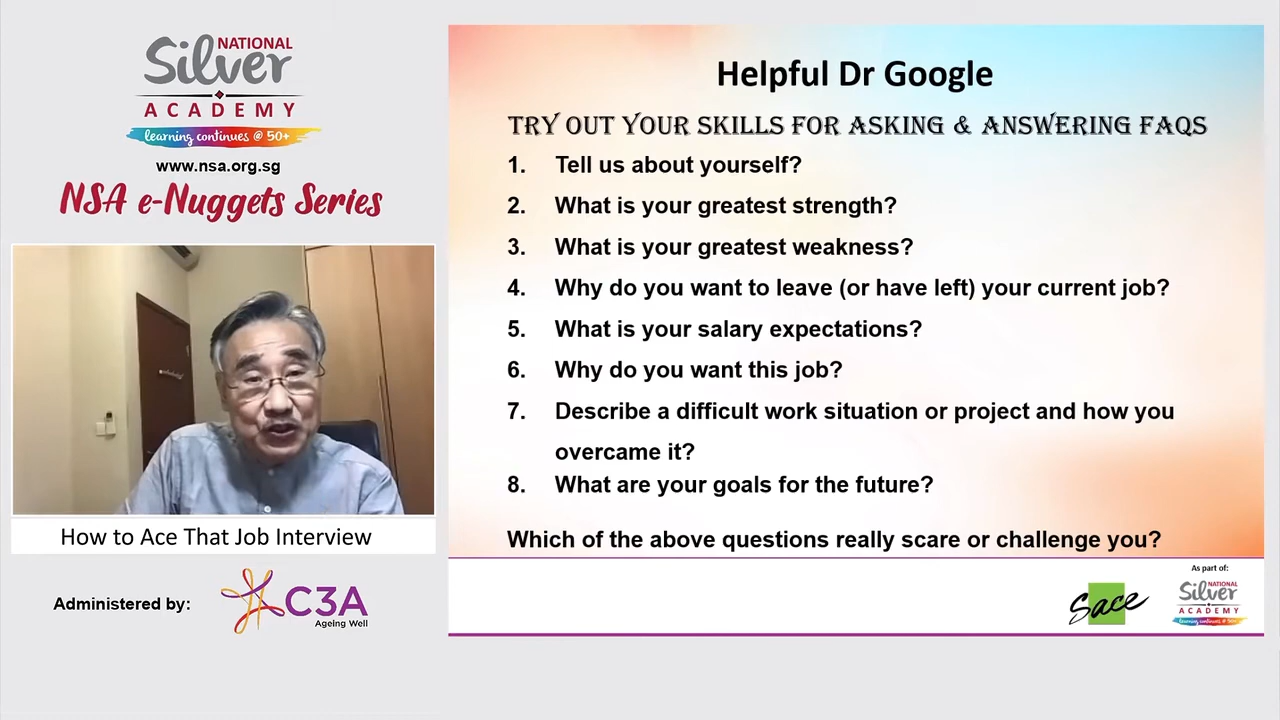 NATIONAL
Silver
ACADEMY
learning continues @ 50+
www.nsa.org.sg
NSA e-Nuggets Series
How to Ace That Job Interview
Administered by:
C3A
Ageing Well
Helpful Dr Google
TRY OUT YOUR SKILLS FOR ASKING & ANSWERING FAQS
1. Tell us about yourself?
2. What is your greatest strength?
3. What is your greatest weakness?
4. Why do you want to leave (or have left) your current job?
5. What is your salary expectations?
6. Why do you want this job?
7. Describe a difficult work situation or project and how you
overcame it?
8. What are your goals for the future?
Which of the above questions really scare or challenge you?
Sace
As part of:
NATIONAL
Silver
ACADEMY
learning continues @ 50+